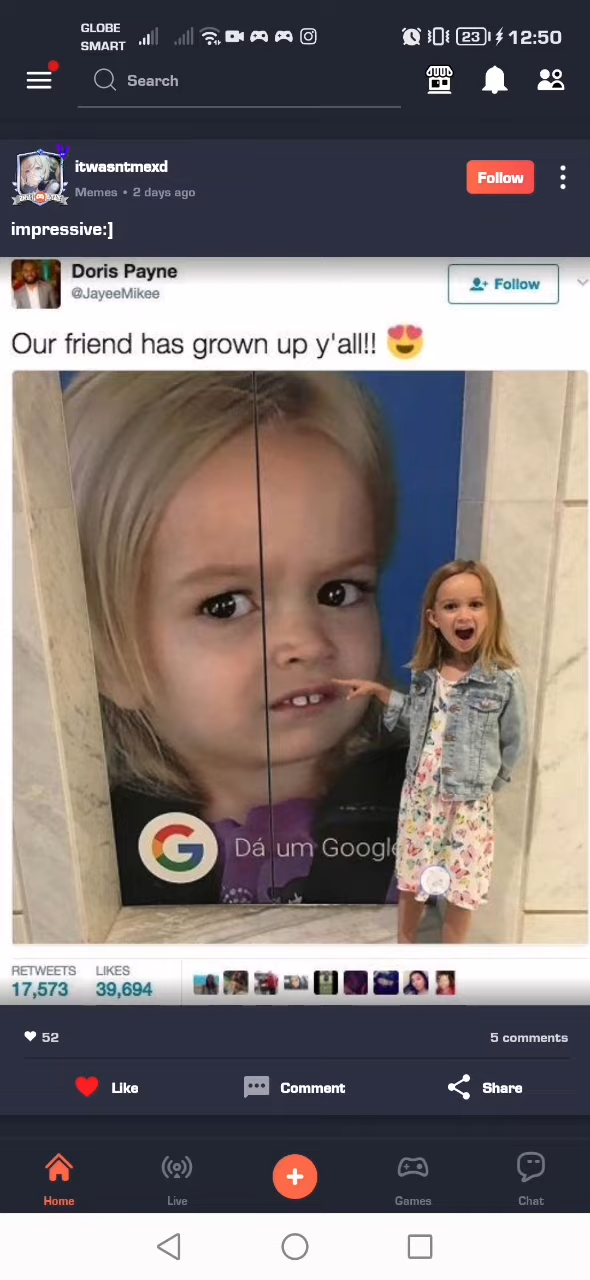 GLOBE
SMART
23
12:50
Search
itwasntmexd
Memes • 2 days ago
Follow
impressive:]
Doris Payne
@JayeeMikee
Follow
Our friend has grown up y'all!! 😍
G Dá um Google
RETWEETS LIKES
17,573 39,694
52
5 comments
Like
Comment
Share
Home
Live
Games
Chat